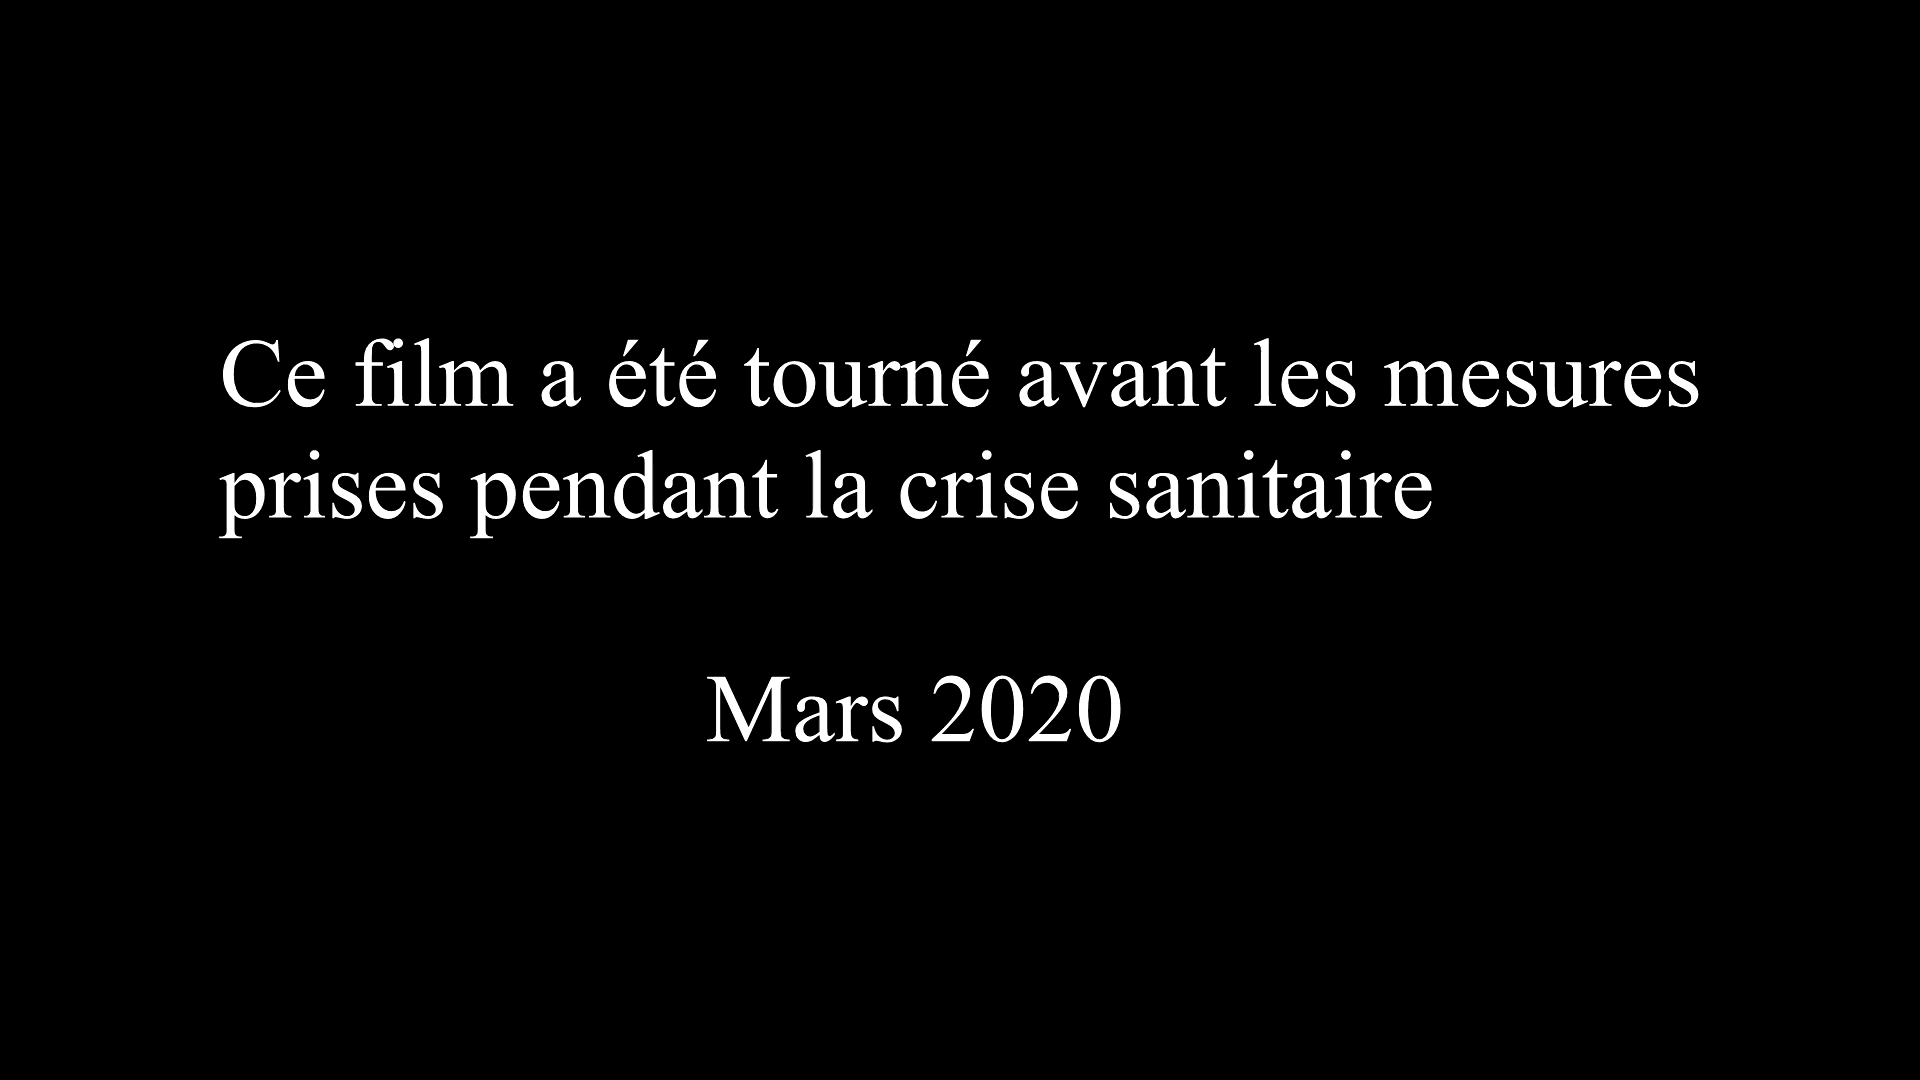 Ce film a été tourné avant les mesures
prises pendant la crise sanitaire
Mars 2020